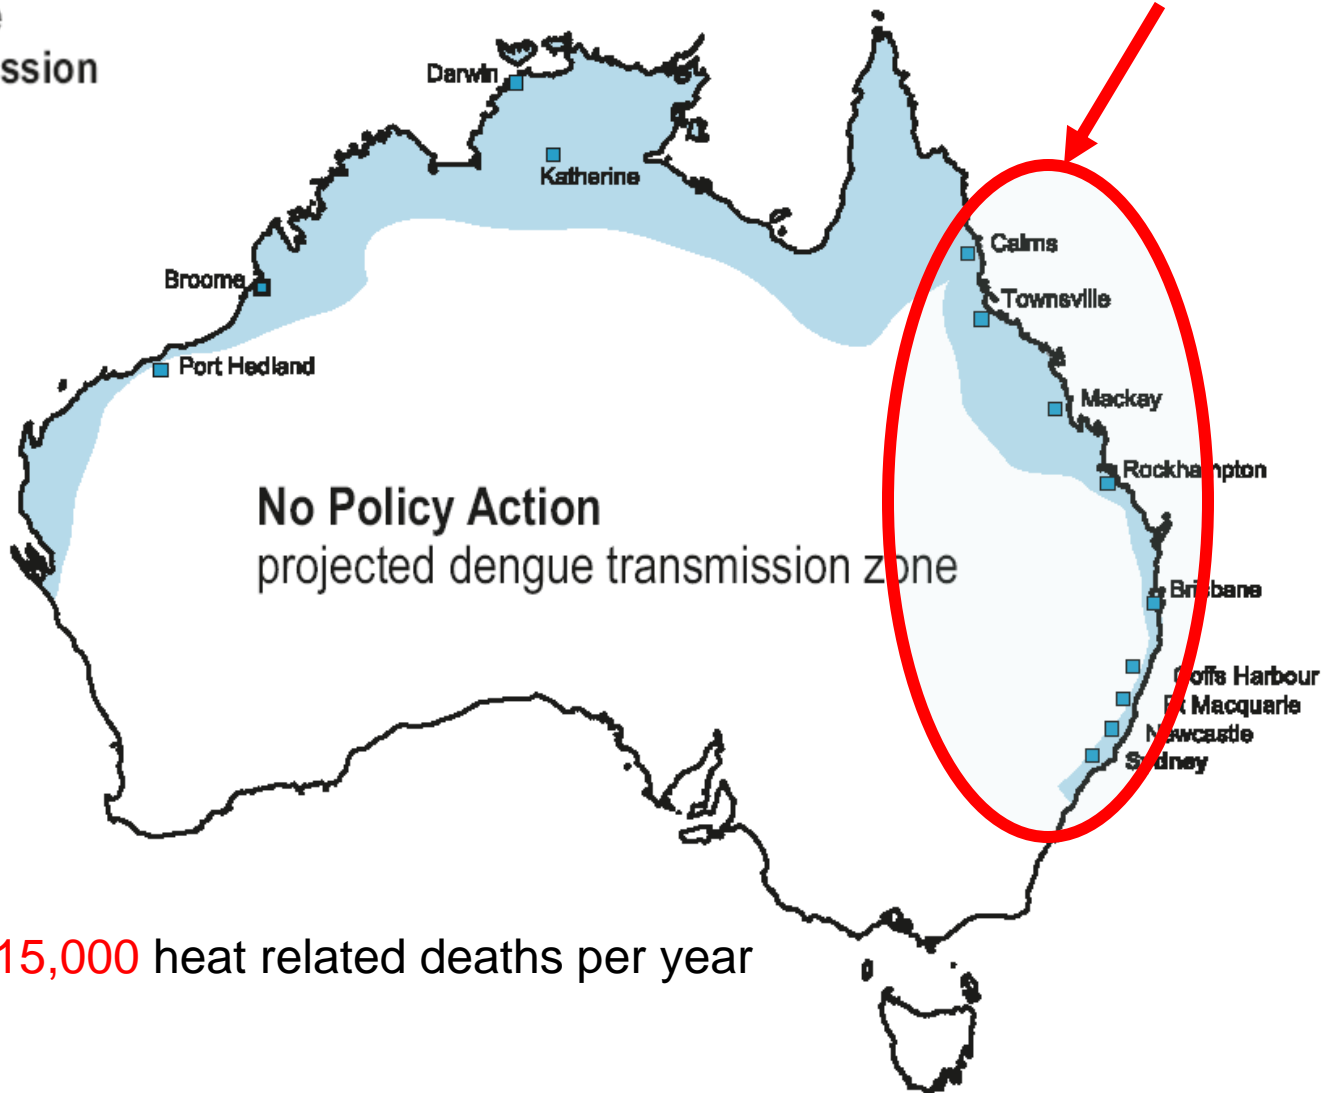 ssion
Darwin
Katherine
Cairns
Broome
Townsville
Port Hedland
Mackay
Rockhampton
No Policy Action
projected dengue transmission zone
Brisbane
Coffs Harbour
Pt Macquarie
Newcastle
Sydney
15,000 heat related deaths per year